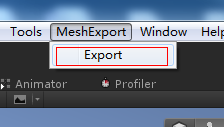 Tools MeshExport Window Help
Export
Animator Profiler